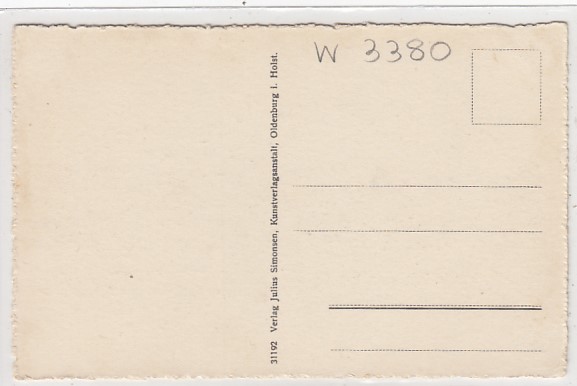 W 3380
31192 Verlag Julius Simonsen, Kunstverlagsanstalt, Oldenburg i. Holst.